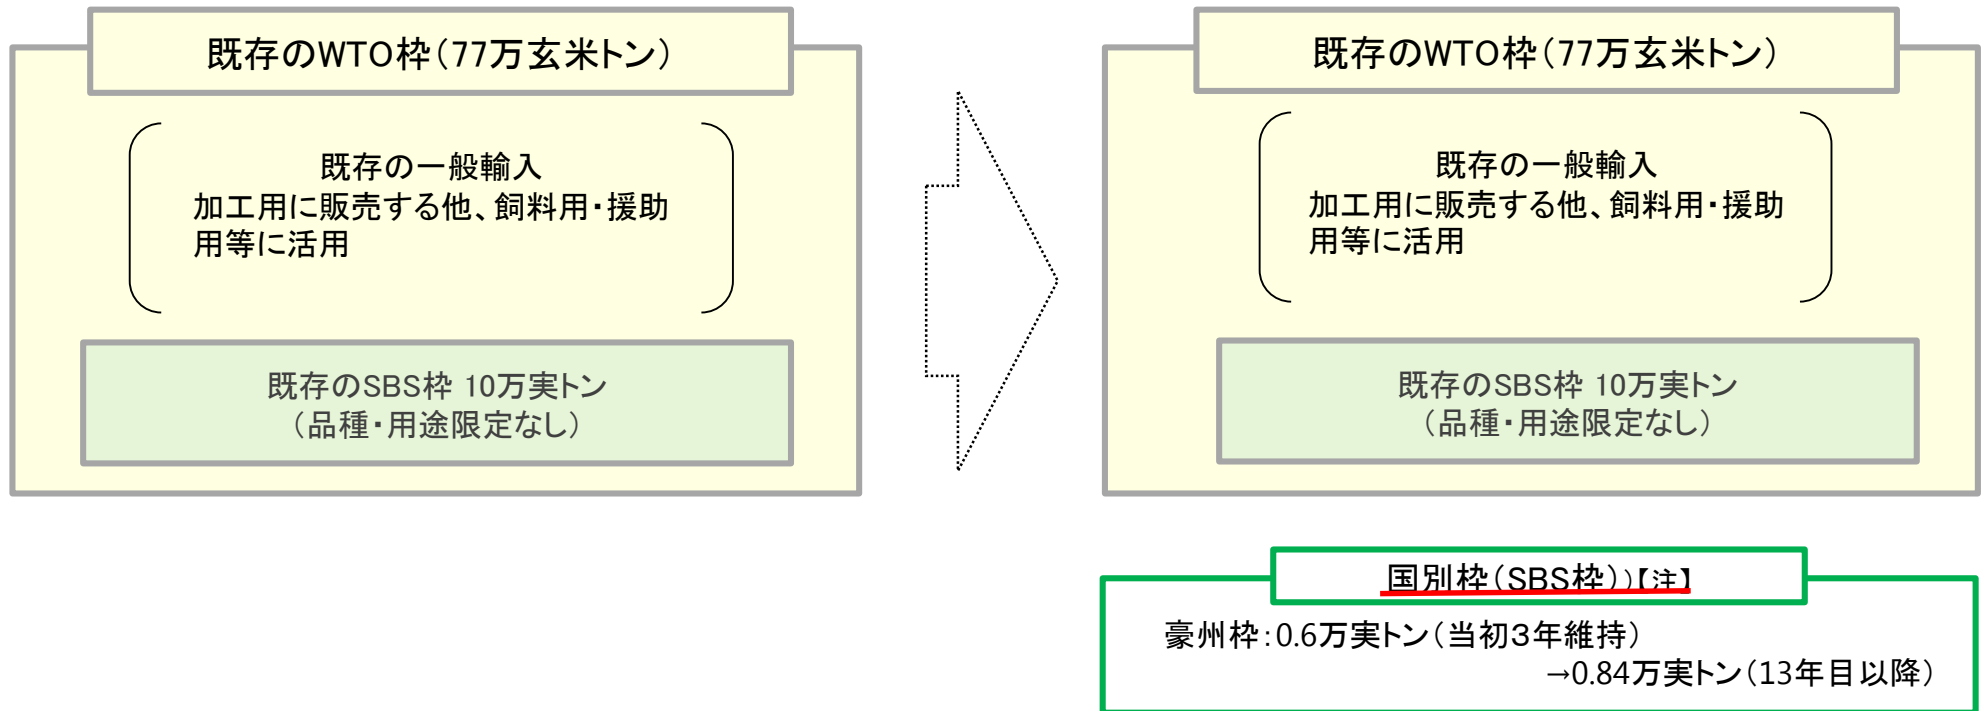 既存のWTO枠（77万玄米トン）
既存の一般輸入
加工用に販売する他、飼料用・援助
用等に活用
既存のSBS枠 10万実トン
（品種・用途限定なし）
既存のWTO枠（77万玄米トン）
既存の一般輸入
加工用に販売する他、飼料用・援助
用等に活用
既存のSBS枠 10万実トン
（品種・用途限定なし）
国別枠（SBS枠））【注】
豪州枠：0.6万実トン（当初３年維持）
→0.84万実トン（13年目以降）